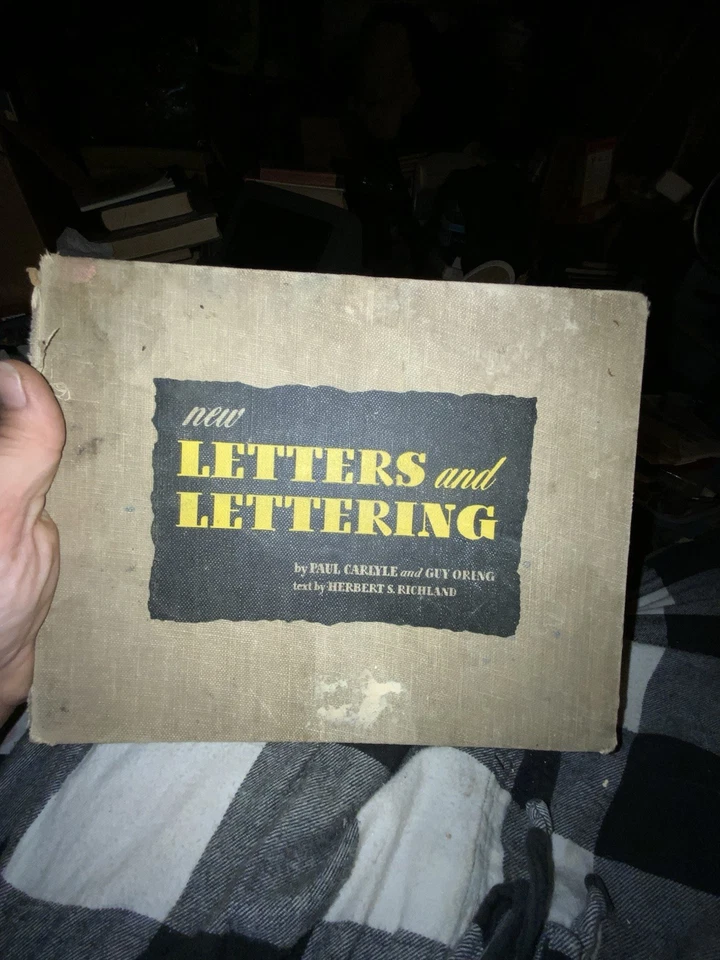 new
LETTERS and
LETTERING
by PAUL CARLYLE and GUY ORING
text by HERBERT S. RICHLAND